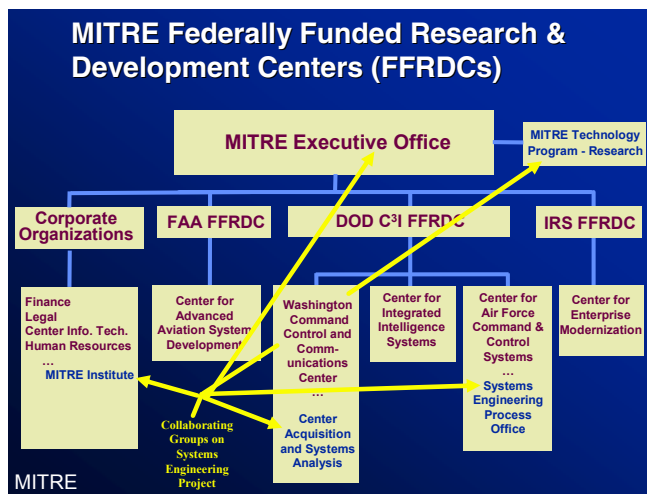 MITRE Federally Funded Research &
Development Centers (FFRDCs)
MITRE Executive Office
MITRE Technology
Program - Research
Corporate
Organizations
FAA FFRDC
DOD C³I FFRDC
IRS FFRDC
Finance
Legal
Center Info. Tech.
Human Resources
…
MITRE Institute
Center for
Advanced
Aviation System
Development
Washington
Command
Control and
Comm-
unications
Center
…
Center
Acquisition
and Systems
Analysis
Center for
Integrated
Intelligence
Systems
Center for
Air Force
Command &
Control
Systems
…
Systems
Engineering
Process
Office
Center for
Enterprise
Modernization
Collaborating
Groups on
Systems
Engineering
Project
MITRE